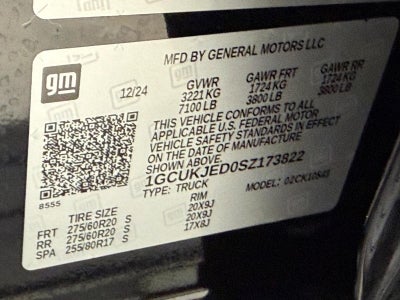 gm
MFD BY GENERAL MOTORS LLC
12/24 GVWR GAWR FRT GAWR RR
3221 KG 1724 KG 1724 KG
7100 LB 3800 LB 3800 LB
THIS VEHICLE CONFORMS TO ALL
APPLICABLE U.S. FEDERAL MOTOR
VEHICLE SAFETY STANDARDS IN EFFECT
ON THE DATE OF MANUFACTURE
SHOWN ABOVE.
1GCUKJED0SZ173822
TYPE: TRUCK MODEL:
8555
TIRE SIZE RIM
FRT 275/60R20 S 20X9J
RR 275/60R20 S 20X9J
SPA 255/80R17 S 17X8J